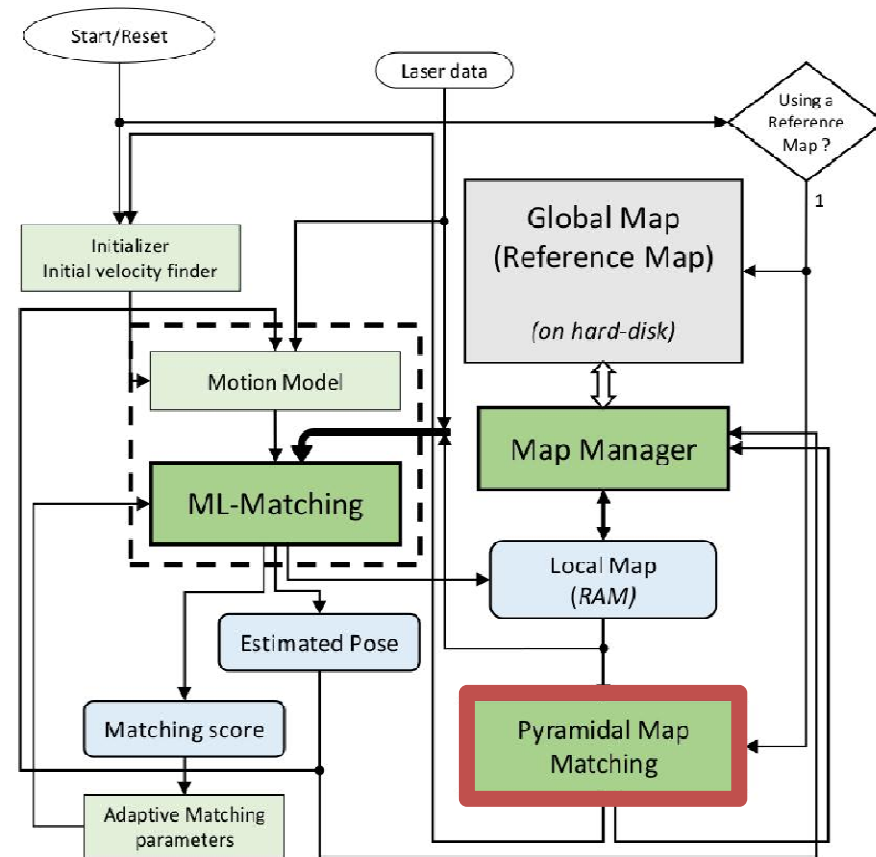 Start/Reset
Laser data
Using a
Reference
Map ?
1
Global Map
(Reference Map)
(on hard-disk)
Initializer
Initial velocity finder
Motion Model
Map Manager
ML-Matching
Local Map
(RAM)
Estimated Pose
Matching score
Pyramidal Map
Matching
Adaptive Matching
parameters